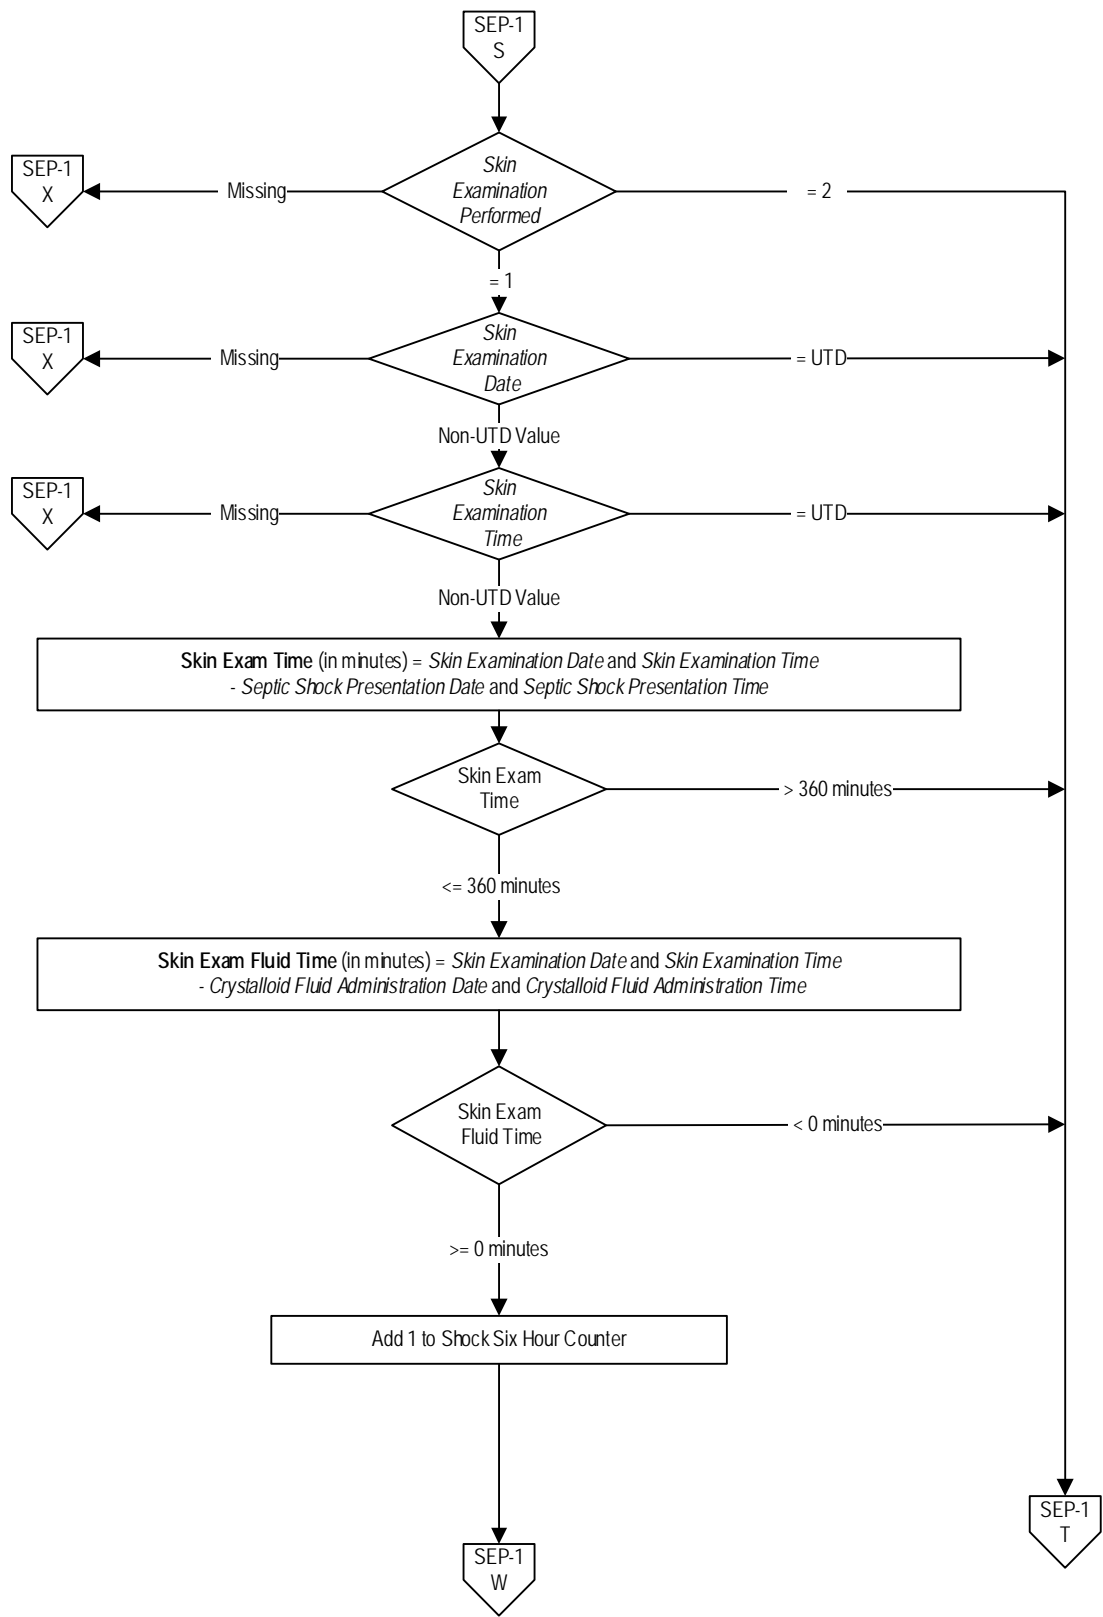 SEP-1
S
Skin
Examination
Performed
SEP-1
X
Missing
= 2
= 1
Skin
Examination
Date
SEP-1
X
Missing
= UTD
Non-UTD Value
Skin
Examination
Time
SEP-1
X
Missing
= UTD
Non-UTD Value
Skin Exam Time (in minutes) = Skin Examination Date and Skin Examination Time
- Septic Shock Presentation Date and Septic Shock Presentation Time
Skin Exam
Time
> 360 minutes
<= 360 minutes
Skin Exam Fluid Time (in minutes) = Skin Examination Date and Skin Examination Time
- Crystalloid Fluid Administration Date and Crystalloid Fluid Administration Time
Skin Exam
Fluid Time
< 0 minutes
>= 0 minutes
Add 1 to Shock Six Hour Counter
SEP-1
T
SEP-1
W